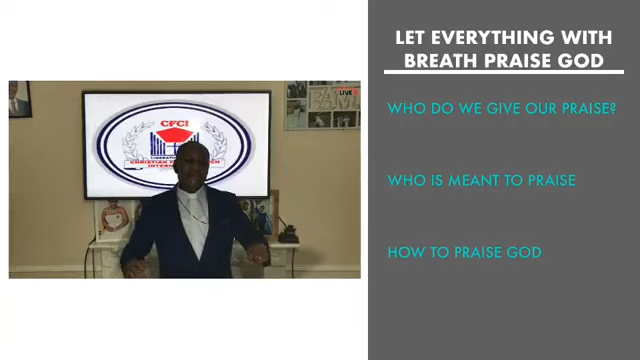 LET EVERYTHING WITH
BREATH PRAISE GOD
WHO DO WE GIVE OUR PRAISE?
WHO IS MEANT TO PRAISE
HOW TO PRAISE GOD
LIVE
FAM
CFCI
CHRISTIAN